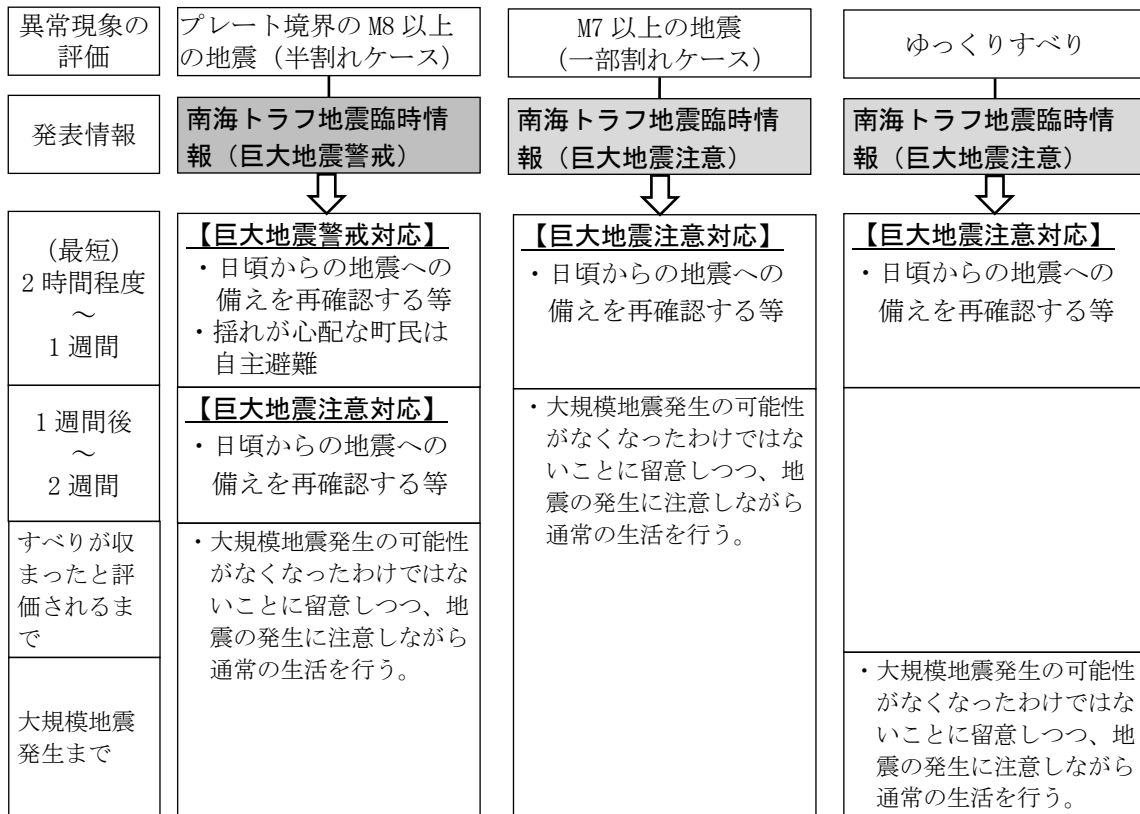 異常現象の
評価
プレート境界の M8 以上
の地震（半割れケース）
M7 以上の地震
（一部割れケース）
ゆっくりすべり
発表情報
南海トラフ地震臨時情
報（巨大地震警戒）
南海トラフ地震臨時情
報（巨大地震注意）
南海トラフ地震臨時情
報（巨大地震注意）
（最短）
2 時間程度
～
1 週間
【巨大地震警戒対応】
・日頃からの地震への
備えを再確認する等
・揺れが心配な町民は
自主避難
【巨大地震注意対応】
・日頃からの地震への
備えを再確認する等
【巨大地震注意対応】
・日頃からの地震への
備えを再確認する等
1 週間後
～
2 週間
【巨大地震注意対応】
・日頃からの地震への
備えを再確認する等
・大規模地震発生の可能性
がなくなったわけではな
いことに留意しつつ、地
震の発生に注意しながら
通常の生活を行う。
すべりが収
まったと評
価されるま
で
・大規模地震発生の可能性
がなくなったわけではな
いことに留意しつつ、地
震の発生に注意しながら
通常の生活を行う。
大規模地震
発生まで
・大規模地震発生の可能性
がなくなったわけではな
いことに留意しつつ、地
震の発生に注意しながら
通常の生活を行う。